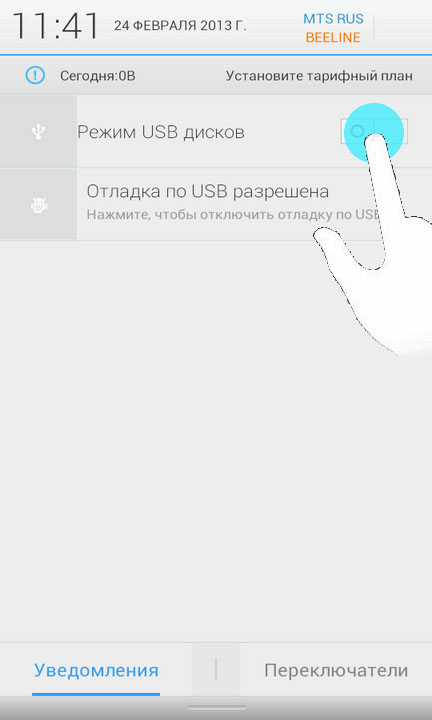 11:41 24 ФЕВРАЛЯ 2013 Г. MTS RUS
BEELINE
Сегодня:0B Установите тарифный план
Режим USB дисков
Отладка по USB разрешена
Нажмите, чтобы отключить отладку по USB
Уведомления Переключатели